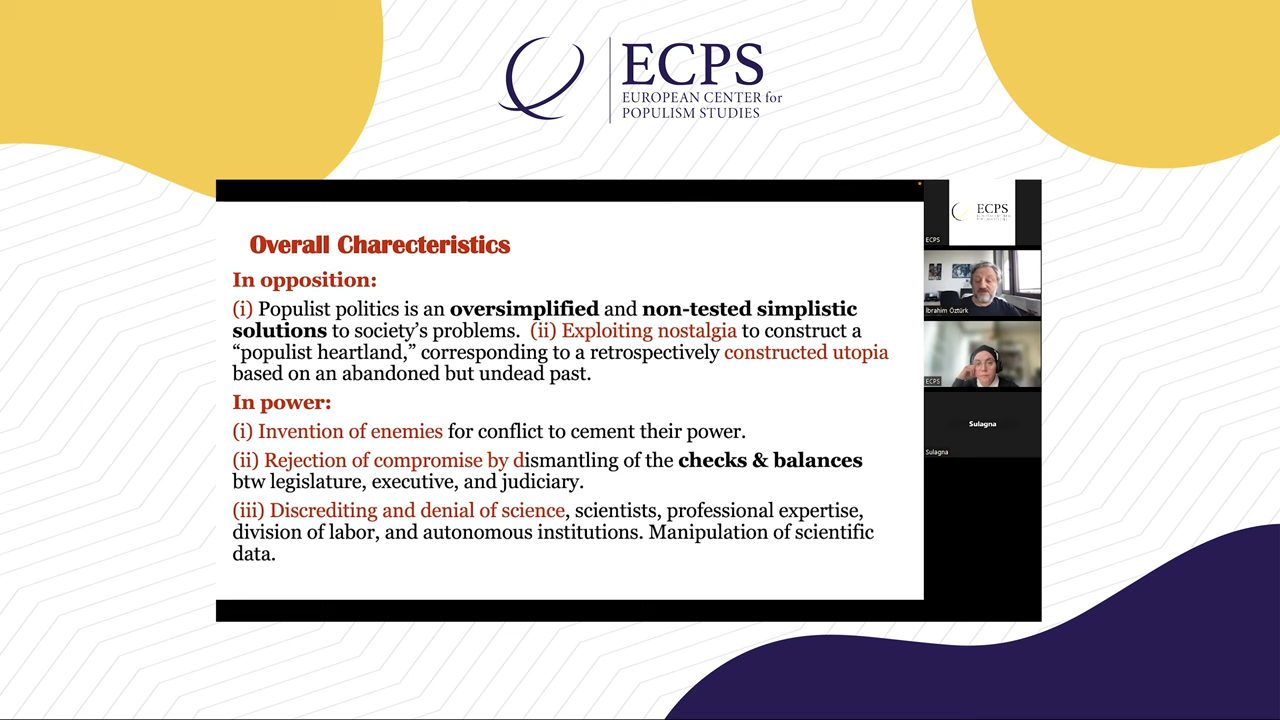 ECPS
EUROPEAN CENTER for
POPULISM STUDIES
Overall Charecteristics
In opposition:
(i) Populist politics is an oversimplified and non-tested simplistic
solutions to society’s problems. (ii) Exploiting nostalgia to construct a
“populist heartland,” corresponding to a retrospectively constructed utopia
based on an abandoned but undead past.
In power:
(i) Invention of enemies for conflict to cement their power.
(ii) Rejection of compromise by dismantling of the checks & balances
btw legislature, executive, and judiciary.
(iii) Discrediting and denial of science, scientists, professional expertise,
division of labor, and autonomous institutions. Manipulation of scientific
data.
ECPS
ECPS
İbrahim Öztürk
ECPS
Sulagna
Sulagna